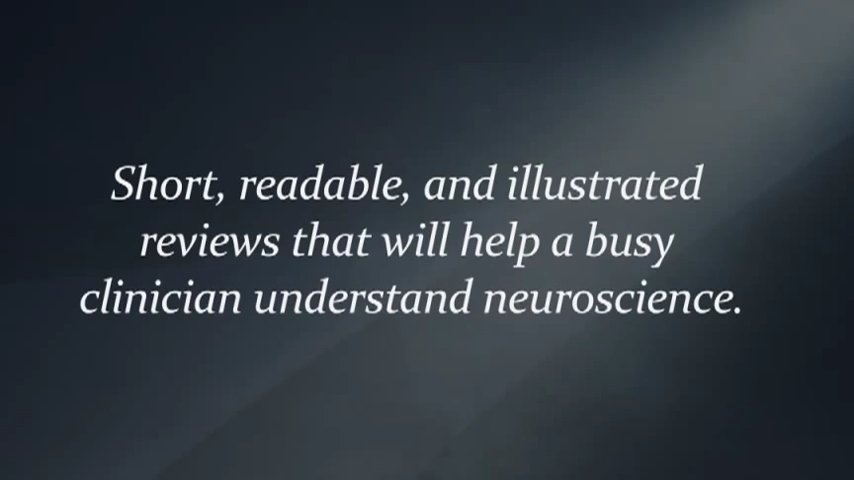 Short, readable, and illustrated
reviews that will help a busy
clinician understand neuroscience.